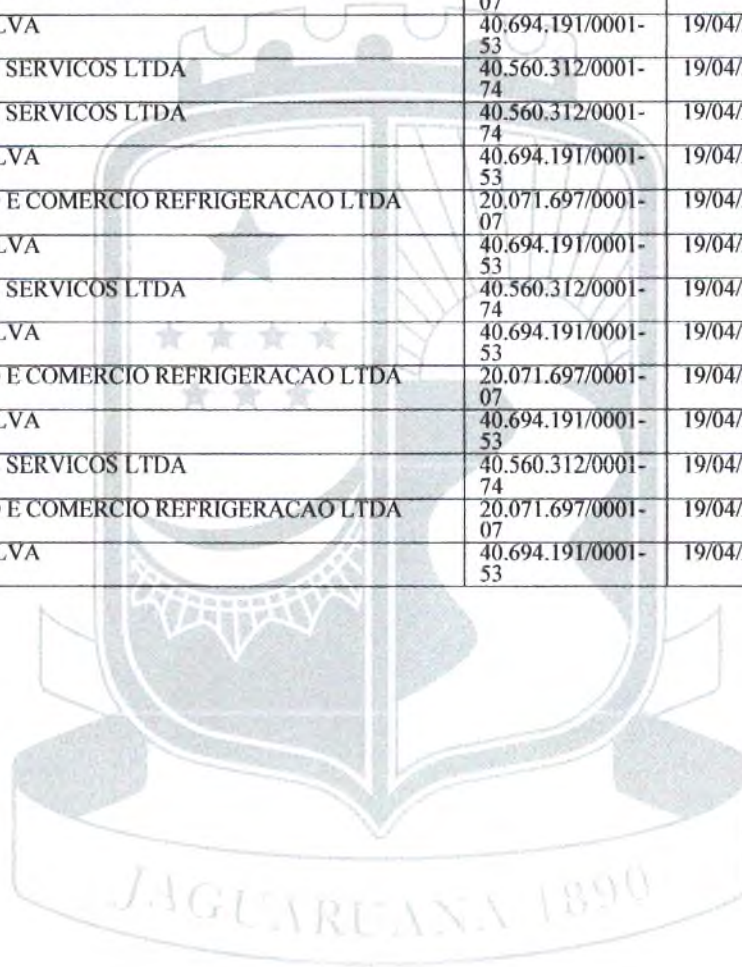 07
LVA 40.694.191/0001- 19/04/
53
SERVICOS LTDA 40.560.312/0001- 19/04/
74
SERVICOS LTDA 40.560.312/0001- 19/04/
74
LVA 40.694.191/0001- 19/04/
53
E COMERCIO REFRIGERACAO LTDA 20.071.697/0001- 19/04/
07
LVA 40.694.191/0001- 19/04/
53
SERVICOS LTDA 40.560.312/0001- 19/04/
74
LVA 40.694.191/0001- 19/04/
53
E COMERCIO REFRIGERACAO LTDA 20.071.697/0001- 19/04/
07
LVA 40.694.191/0001- 19/04/
53
SERVICOS LTDA 40.560.312/0001- 19/04/
74
E COMERCIO REFRIGERACAO LTDA 20.071.697/0001- 19/04/
07
LVA 40.694.191/0001- 19/04/
53
JAGUARUANA 1890